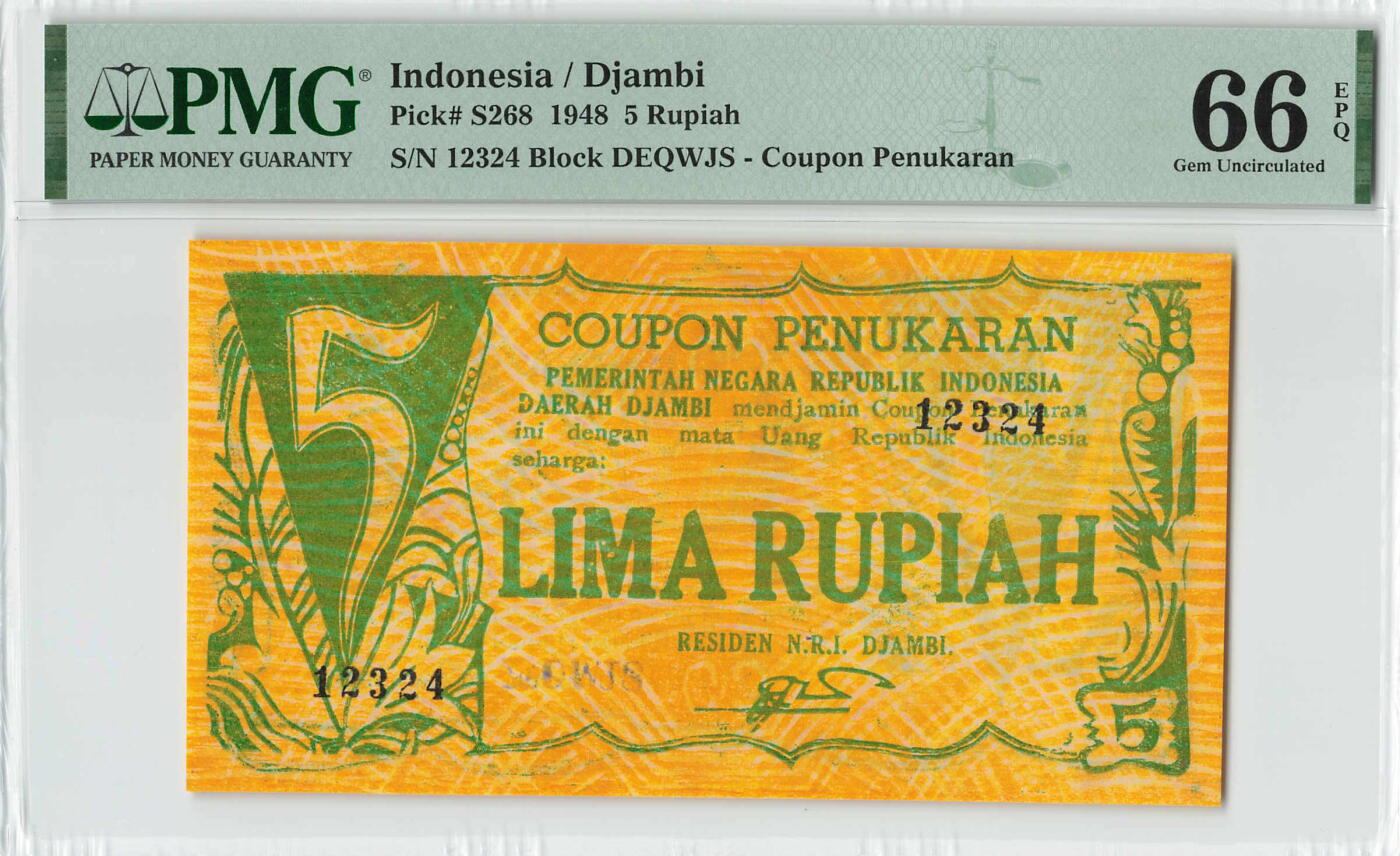 PMG®
PAPER MONEY GUARANTY
Indonesia / Djambi
Pick# S268 1948 5 Rupiah
S/N 12324 Block DEQWJS - Coupon Penukaran
66 EPQ
Gem Uncirculated
5
COUPON PENUKARAN
PEMERINTAH NEGARA REPUBLIK INDONESIA
DAERAH DJAMBI mendjamin Coupon Penukaran
12324
ini dengan mata Uang Republik Indonesia
seharga:
LIMA RUPIAH
RESIDEN N.R.I. DJAMBI.
12324
5